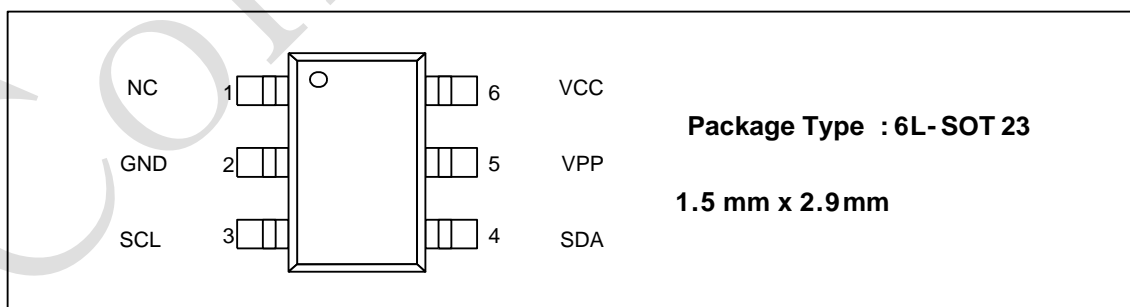 NC 1 6 VCC
Package Type : 6L- SOT 23
GND 2 5 VPP
1.5 mm x 2.9mm
SCL 3 4 SDA